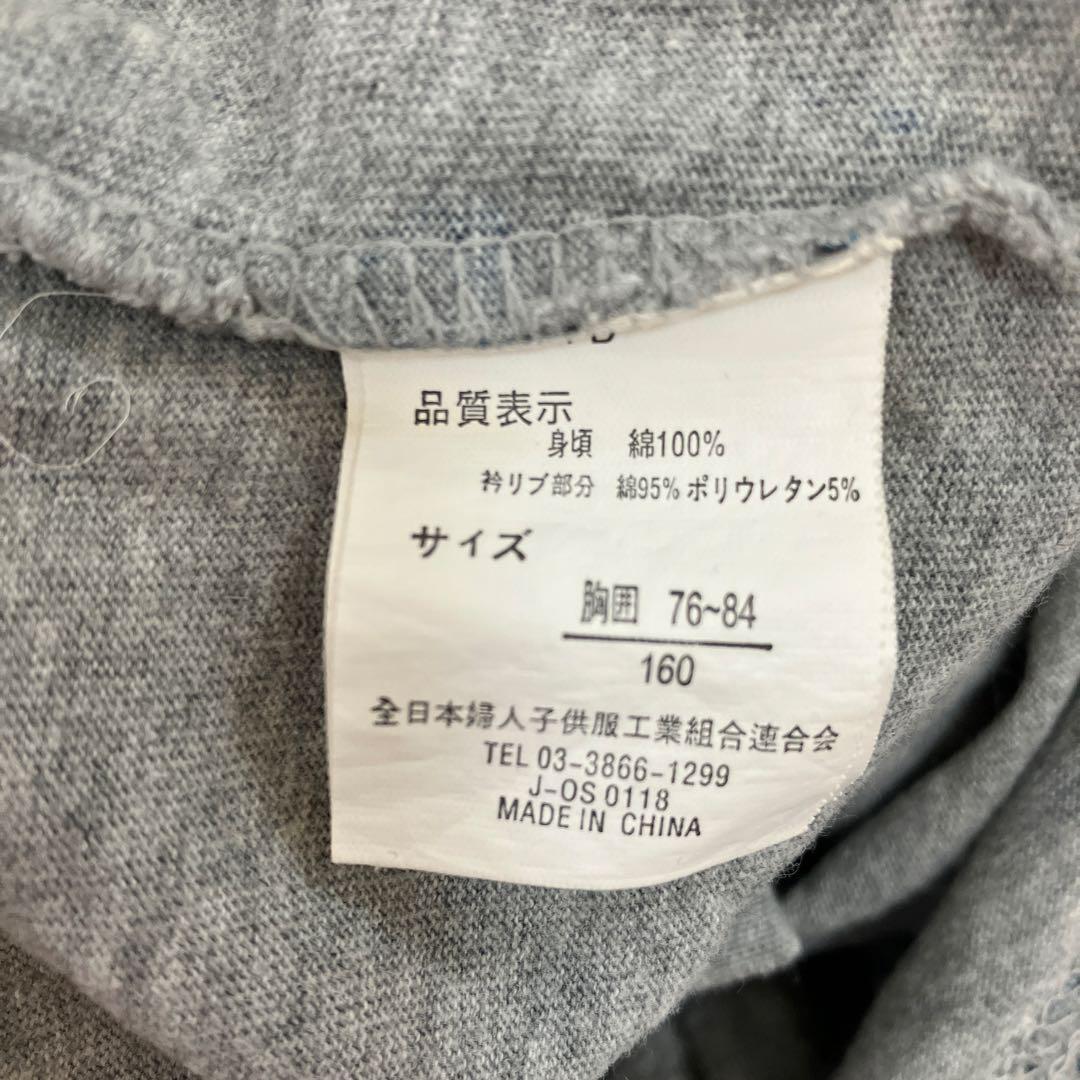 品質表示
身頃 綿100%
衿リブ部分 綿95% ポリウレタン5%
サイズ
胸囲 76~84
160
全日本婦人子供服工業組合連合会
TEL 03-3866-1299
J-OS 0118
MADE IN CHINA